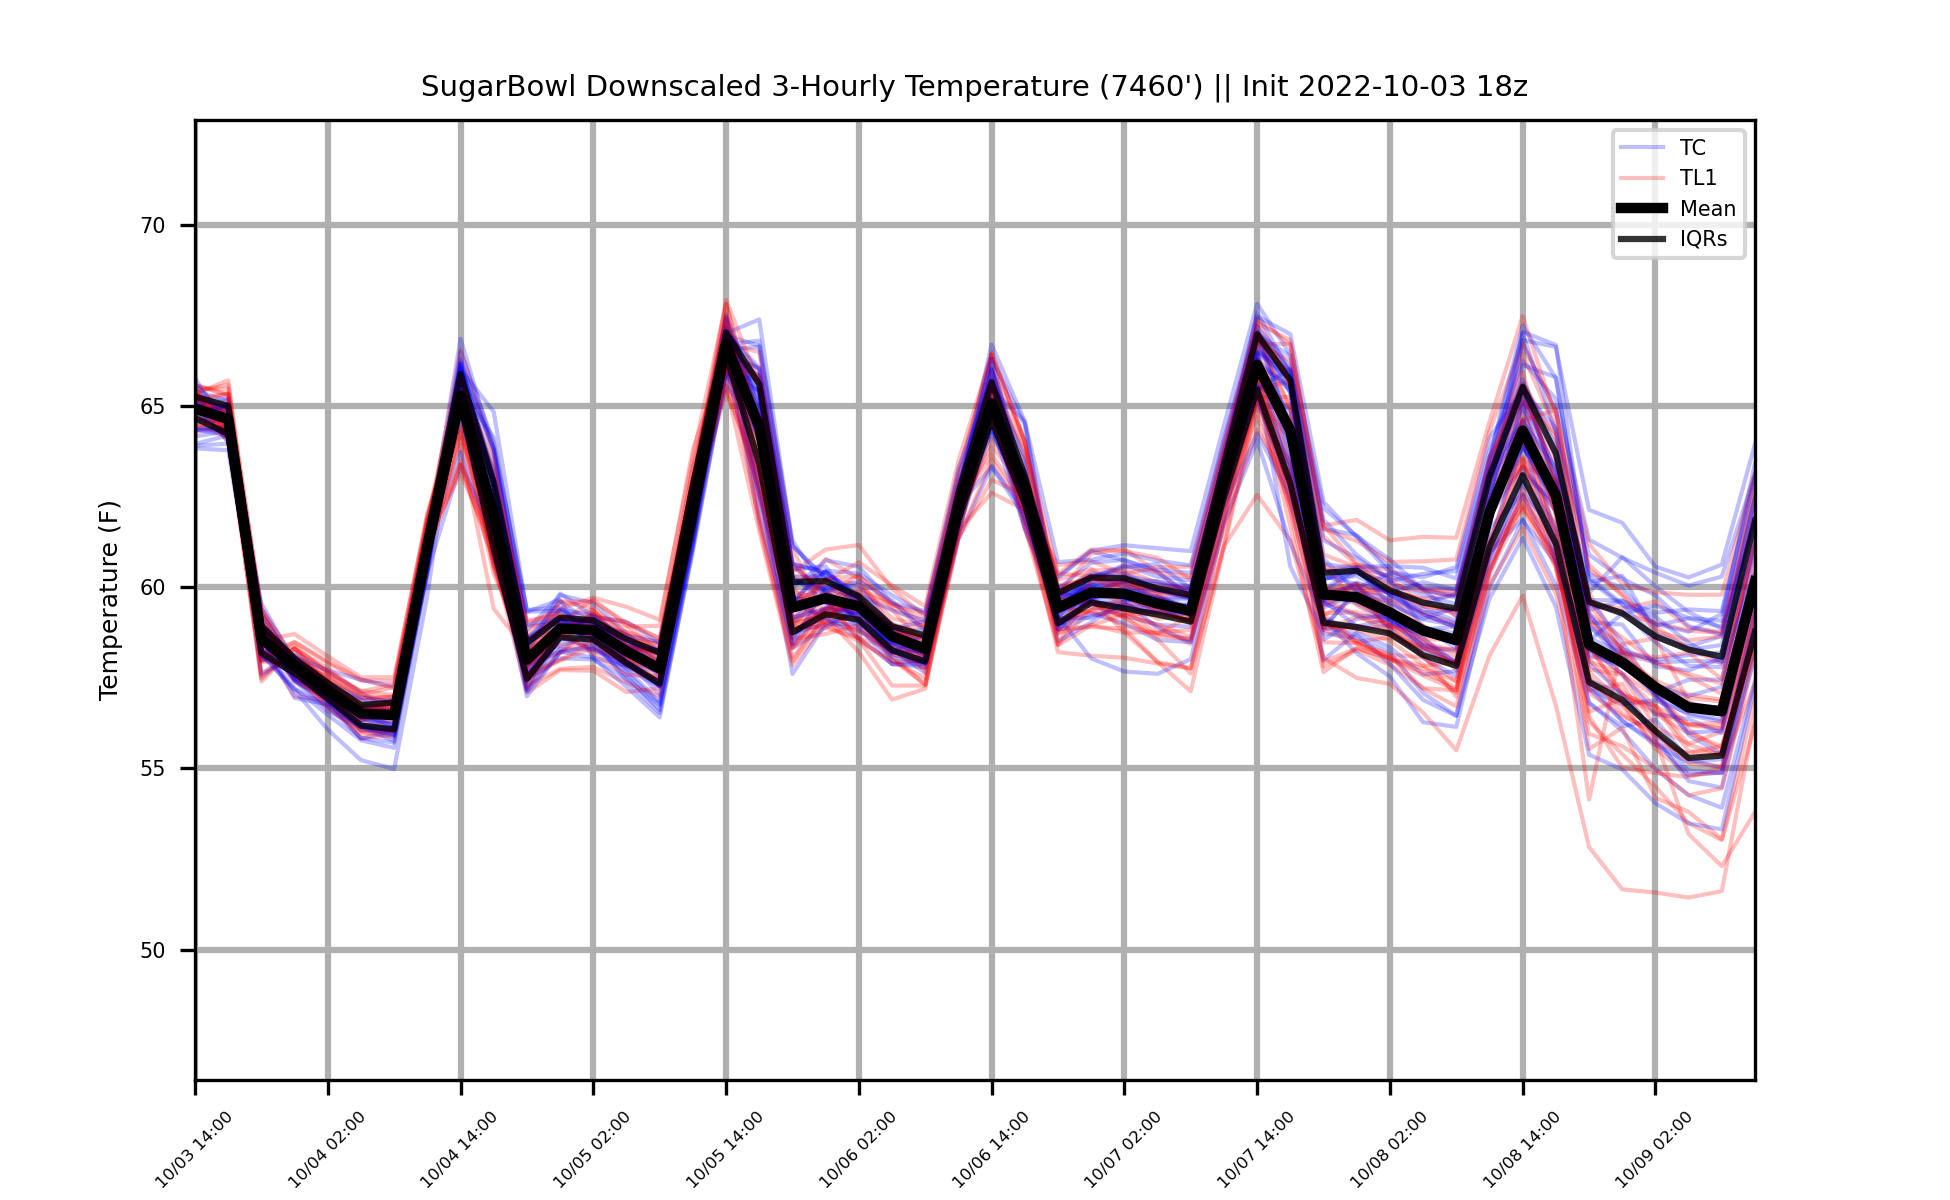 SugarBowl Downscaled 3-Hourly Temperature (7460') || Init 2022-10-03 18z
TC
TL1
Mean
IQRs
Temperature (F)
70
65
60
55
50
10/03 14:00
10/04 02:00
10/04 14:00
10/05 02:00
10/05 14:00
10/06 02:00
10/06 14:00
10/07 02:00
10/07 14:00
10/08 02:00
10/08 14:00
10/09 02:00